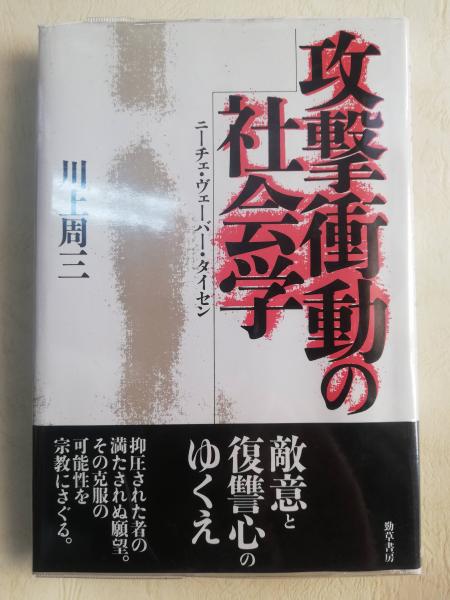 攻撃衝動の
社会学
ニーチェ・ヴェーバー・タイセン
川上周三
敵意と
復讐心の
ゆくえ
抑圧された者の
満たされぬ願望。
その克服の
可能性を
宗教にさぐる。
勁草書房